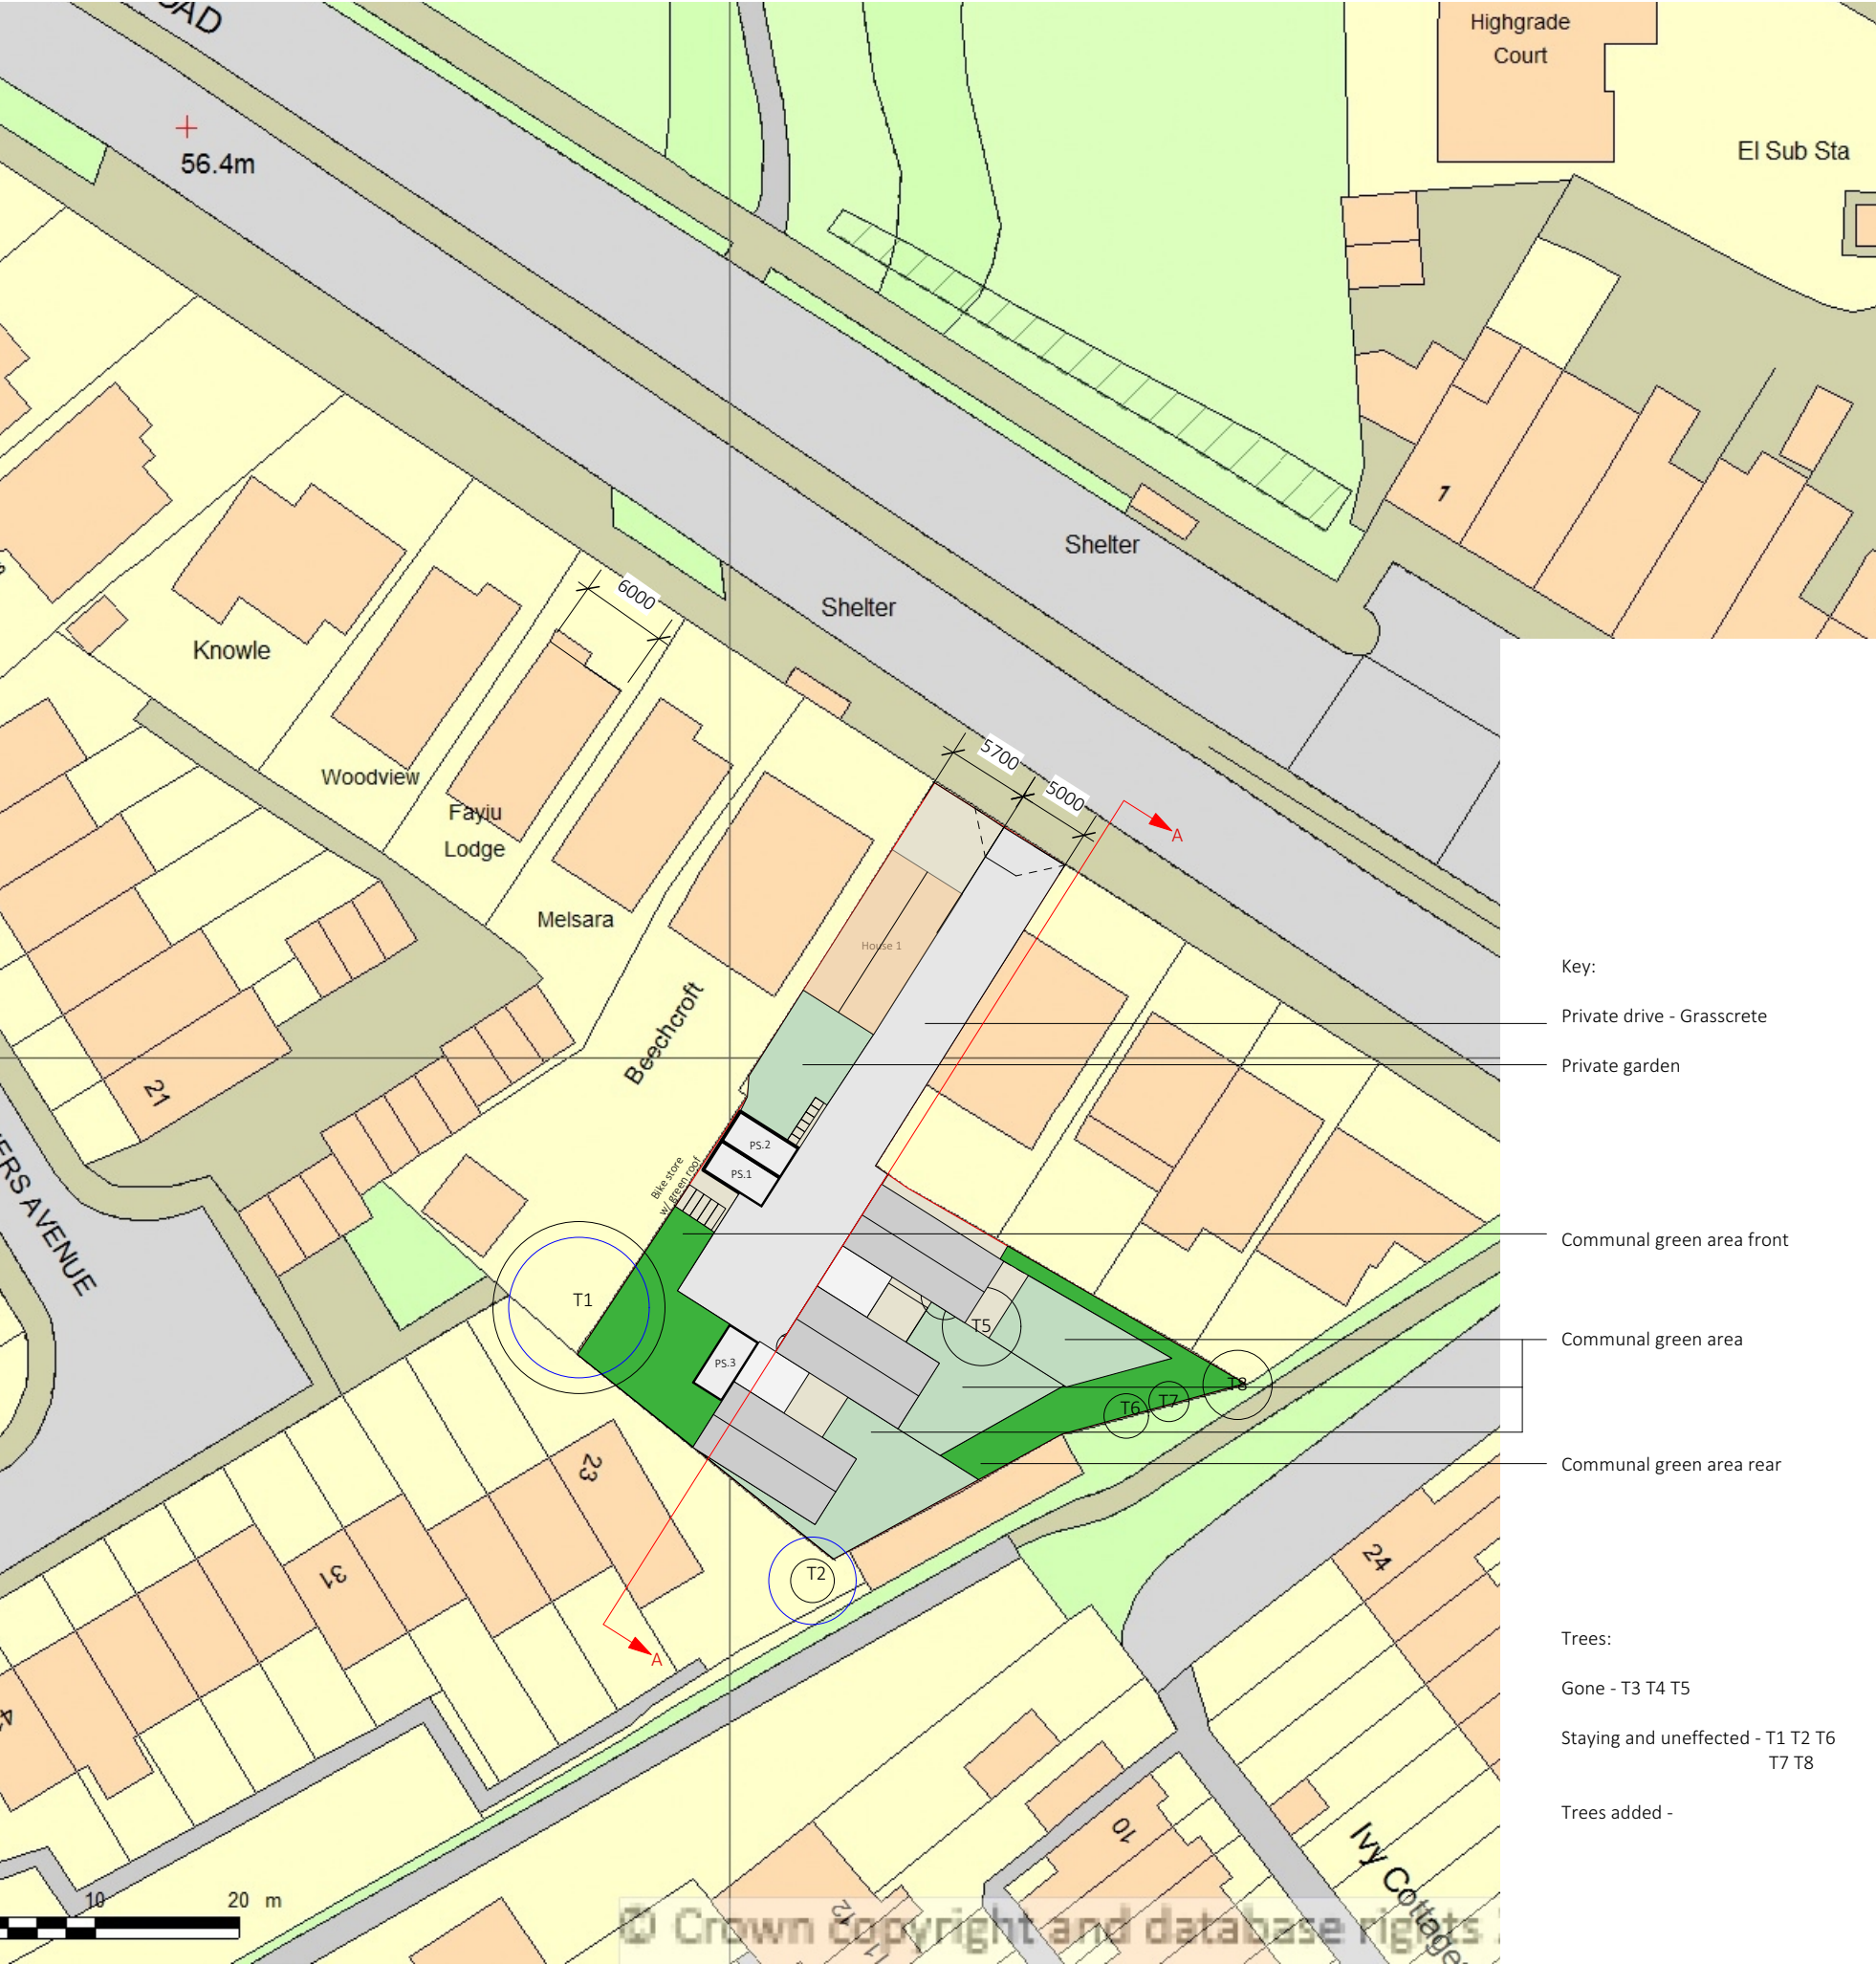 Highgrade
Court
El Sub Sta
56.4m
1
Shelter
Shelter
6000
Knowle
5700
5000
Woodview
Fayiu
Lodge
A
Melsara
House 1
Key:
Private drive - Grasscrete
Private garden
Beechcroft
21
PS.2
PS.1
Bike store
w/ green roof
AVENUE
Communal green area front
T1
T5
Communal green area
PS.3
T8
T7
T6
Communal green area rear
23
31
T2
24
A
Trees:
Gone - T3 T4 T5
Staying and uneffected - T1 T2 T6
T7 T8
Trees added -
10
Ivy Cottages
10
20 m
12
11
© Crown copyright and database rights